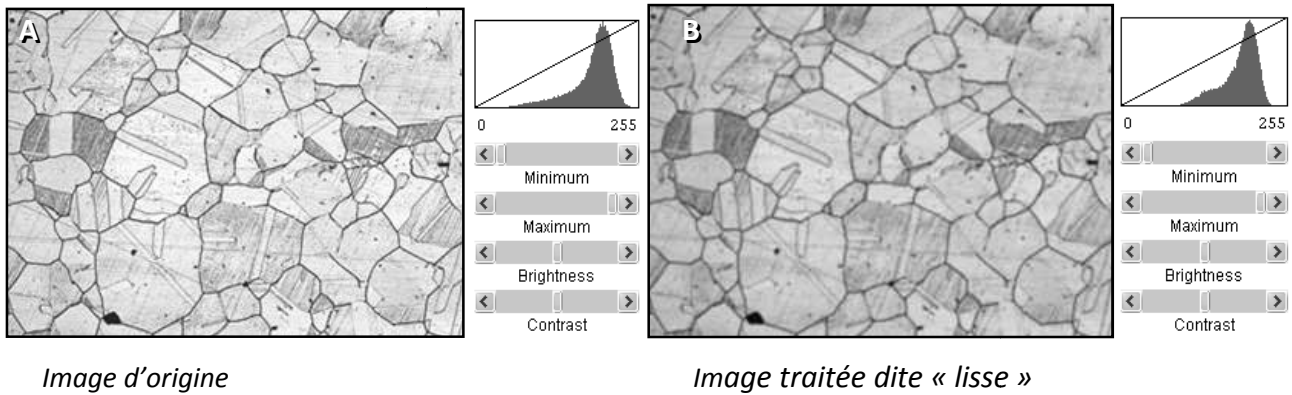 A
0 255
Minimum
Maximum
Brightness
Contrast
B
0 255
Minimum
Maximum
Brightness
Contrast
Image d’origine
Image traitée dite « lisse »